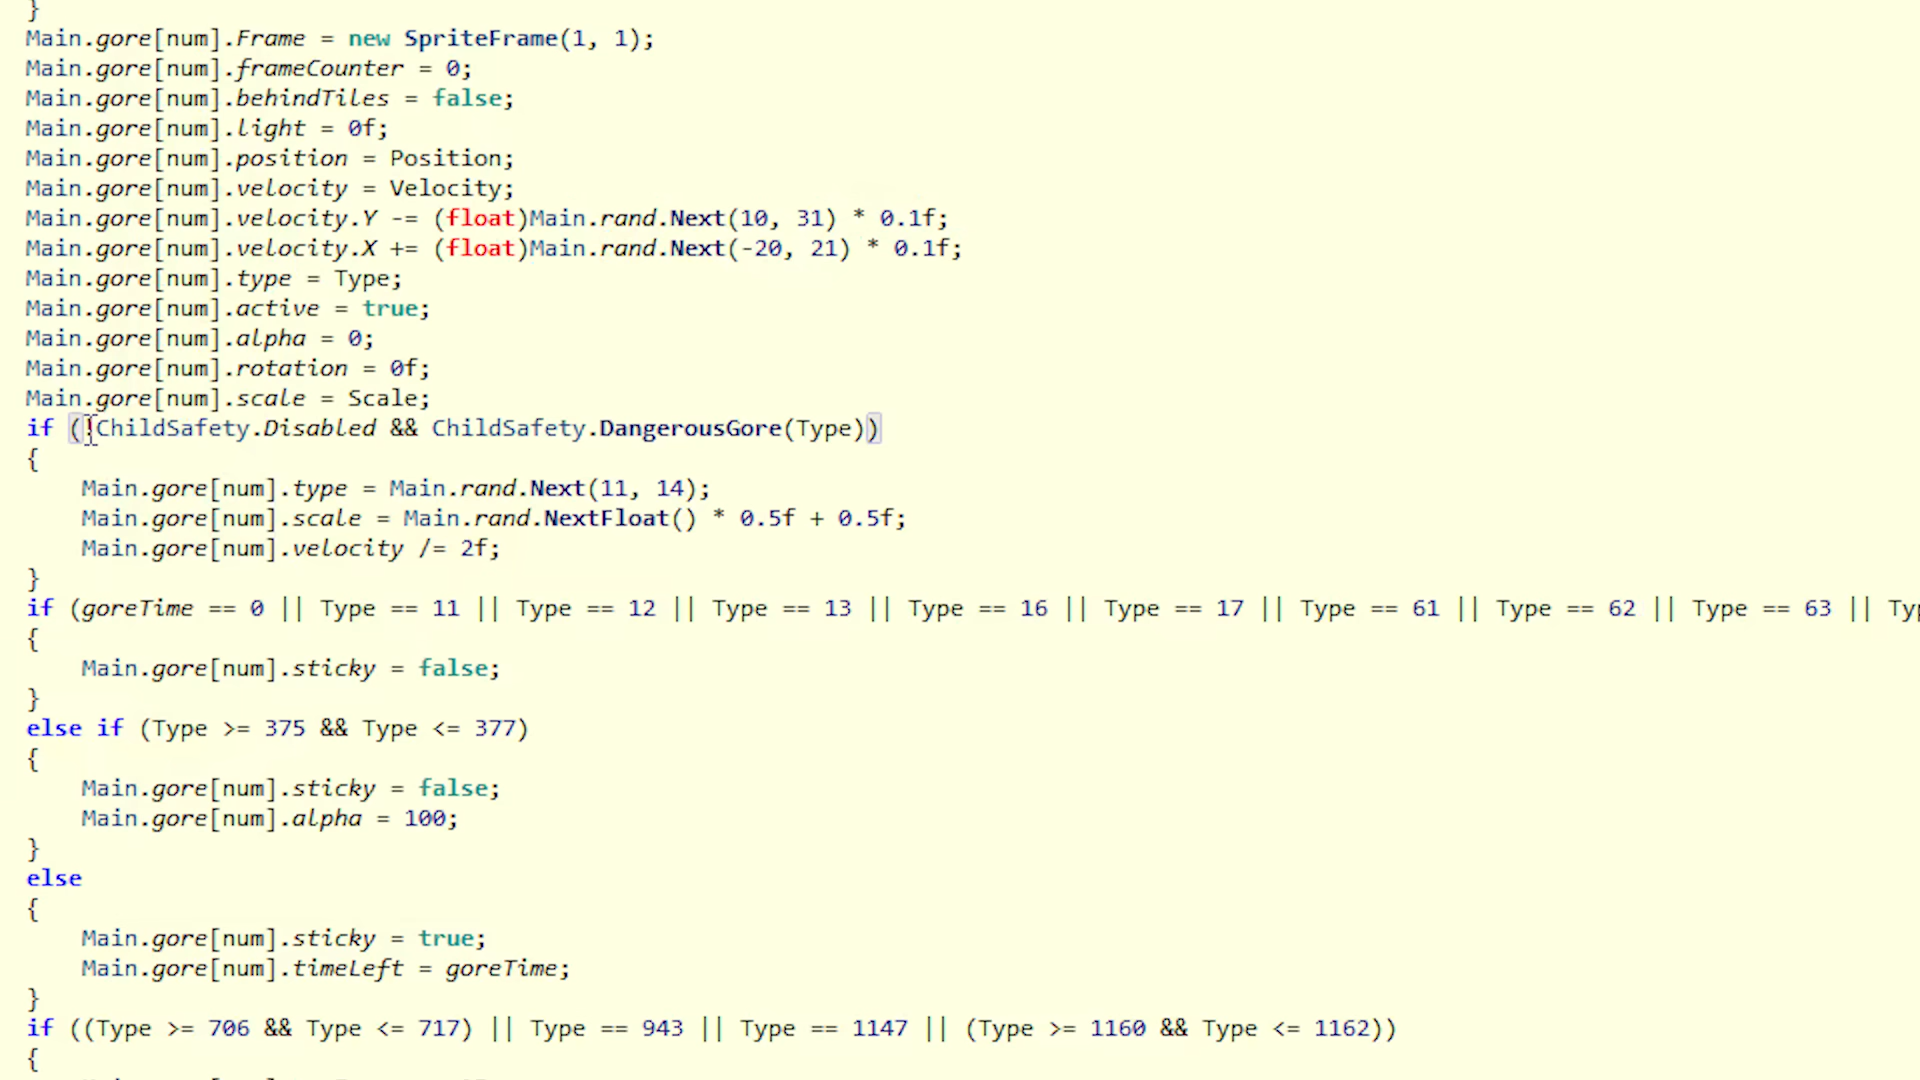 }
Main.gore[num].Frame = new SpriteFrame(1, 1);
Main.gore[num].frameCounter = 0;
Main.gore[num].behindTiles = false;
Main.gore[num].light = 0f;
Main.gore[num].position = Position;
Main.gore[num].velocity = Velocity;
Main.gore[num].velocity.Y -= (float)Main.rand.Next(10, 31) * 0.1f;
Main.gore[num].velocity.X += (float)Main.rand.Next(-20, 21) * 0.1f;
Main.gore[num].type = Type;
Main.gore[num].active = true;
Main.gore[num].alpha = 0;
Main.gore[num].rotation = 0f;
Main.gore[num].scale = Scale;
if (!ChildSafety.Disabled && ChildSafety.DangerousGore(Type))
{
Main.gore[num].type = Main.rand.Next(11, 14);
Main.gore[num].scale = Main.rand.NextFloat() * 0.5f + 0.5f;
Main.gore[num].velocity /= 2f;
}
if (goreTime == 0 || Type == 11 || Type == 12 || Type == 13 || Type == 16 || Type == 17 || Type == 61 || Type == 62 || Type == 63 || Typ
{
Main.gore[num].sticky = false;
}
else if (Type >= 375 && Type <= 377)
{
Main.gore[num].sticky = false;
Main.gore[num].alpha = 100;
}
else
{
Main.gore[num].sticky = true;
Main.gore[num].timeLeft = goreTime;
}
if ((Type >= 706 && Type <= 717) || Type == 943 || Type == 1147 || (Type >= 1160 && Type <= 1162))
{